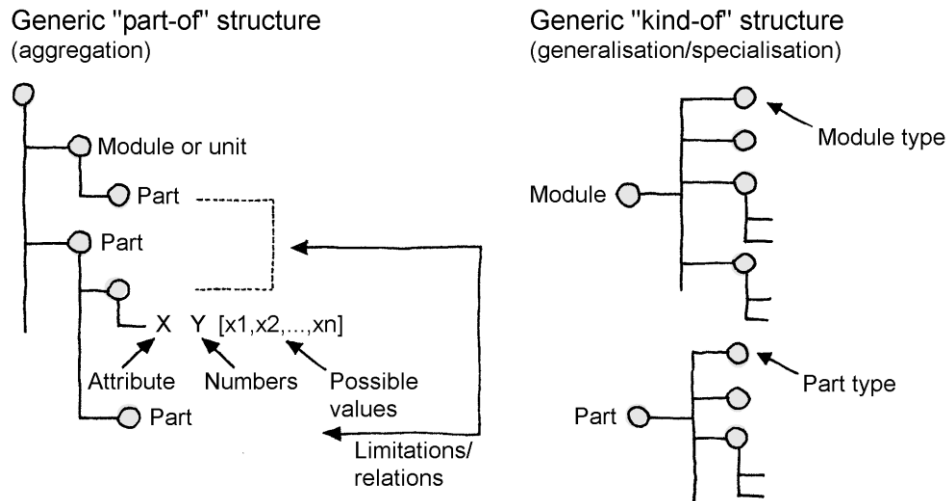 Generic "part-of" structure
(aggregation)
Module or unit
Part
Part
X Y [x1,x2,...,xn]
Attribute Numbers Possible
values
Part
Limitations/
relations
Generic "kind-of" structure
(generalisation/specialisation)
Module type
Module
Part type
Part